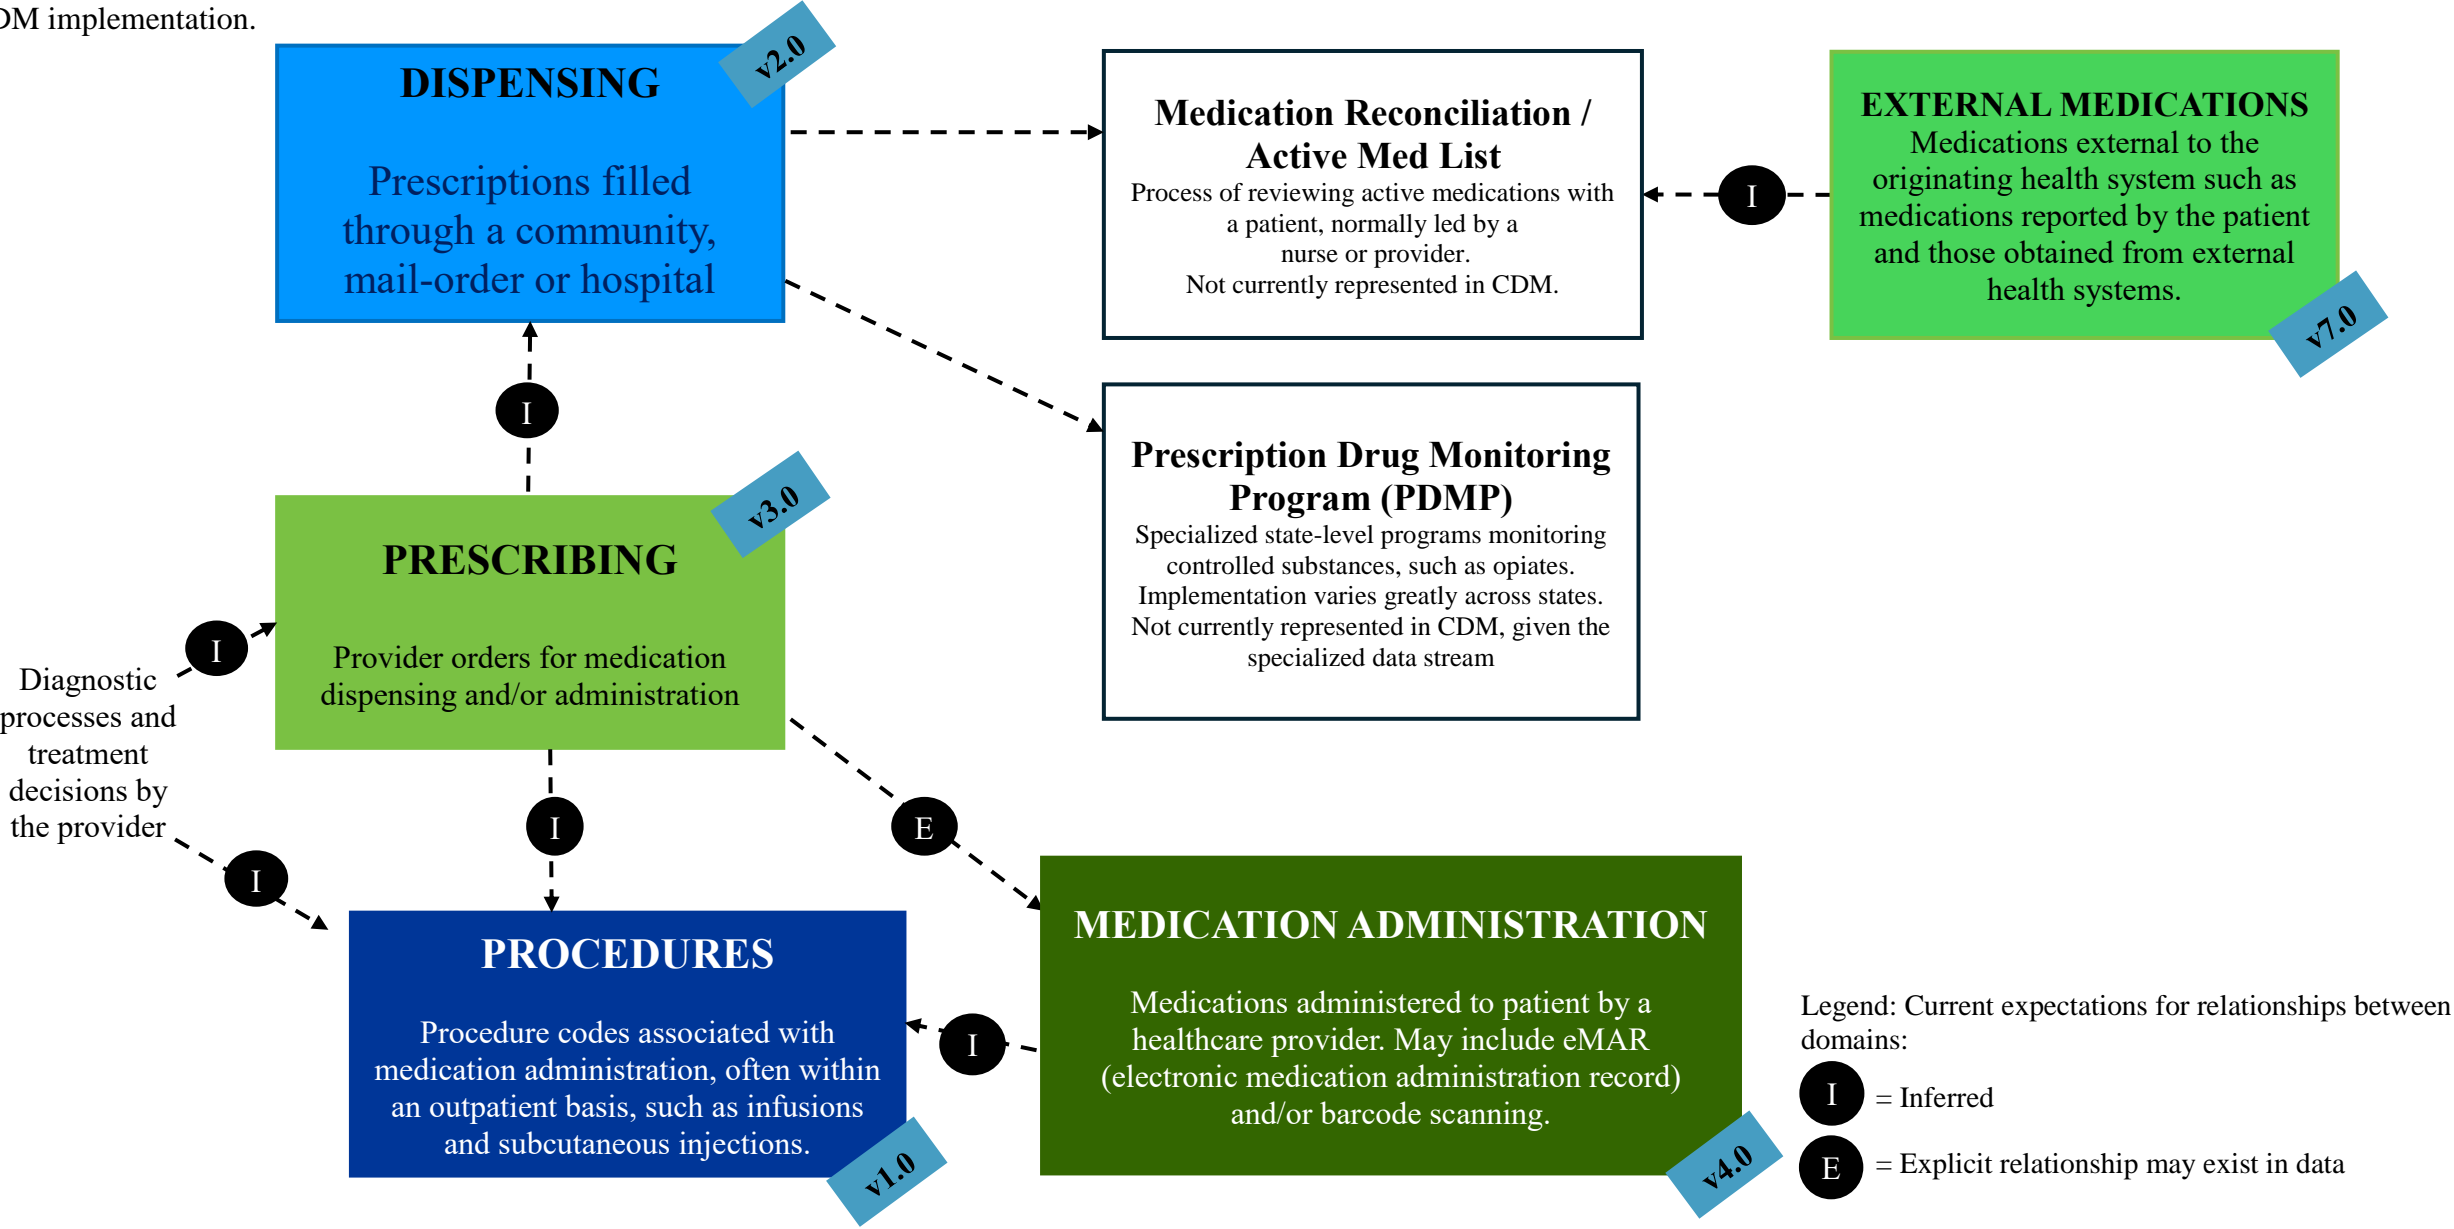 DM implementation.
DISPENSING
v2.0
Prescriptions filled
through a community,
mail-order or hospital
Medication Reconciliation /
Active Med List
Process of reviewing active medications with
a patient, normally led by a
nurse or provider.
Not currently represented in CDM.
I
EXTERNAL MEDICATIONS
Medications external to the
originating health system such as
medications reported by the patient
and those obtained from external
health systems.
v7.0
I
Prescription Drug Monitoring
Program (PDMP)
Specialized state-level programs monitoring
controlled substances, such as opiates.
Implementation varies greatly across states.
Not currently represented in CDM, given the
specialized data stream
v3.0
PRESCRIBING
Provider orders for medication
dispensing and/or administration
I
Diagnostic
processes and
treatment
decisions by
the provider
I
I
E
PROCEDURES
Procedure codes associated with
medication administration, often within
an outpatient basis, such as infusions
and subcutaneous injections.
v1.0
I
MEDICATION ADMINISTRATION
Medications administered to patient by a
healthcare provider. May include eMAR
(electronic medication administration record)
and/or barcode scanning.
v4.0
Legend: Current expectations for relationships between
domains:
I = Inferred
E = Explicit relationship may exist in data